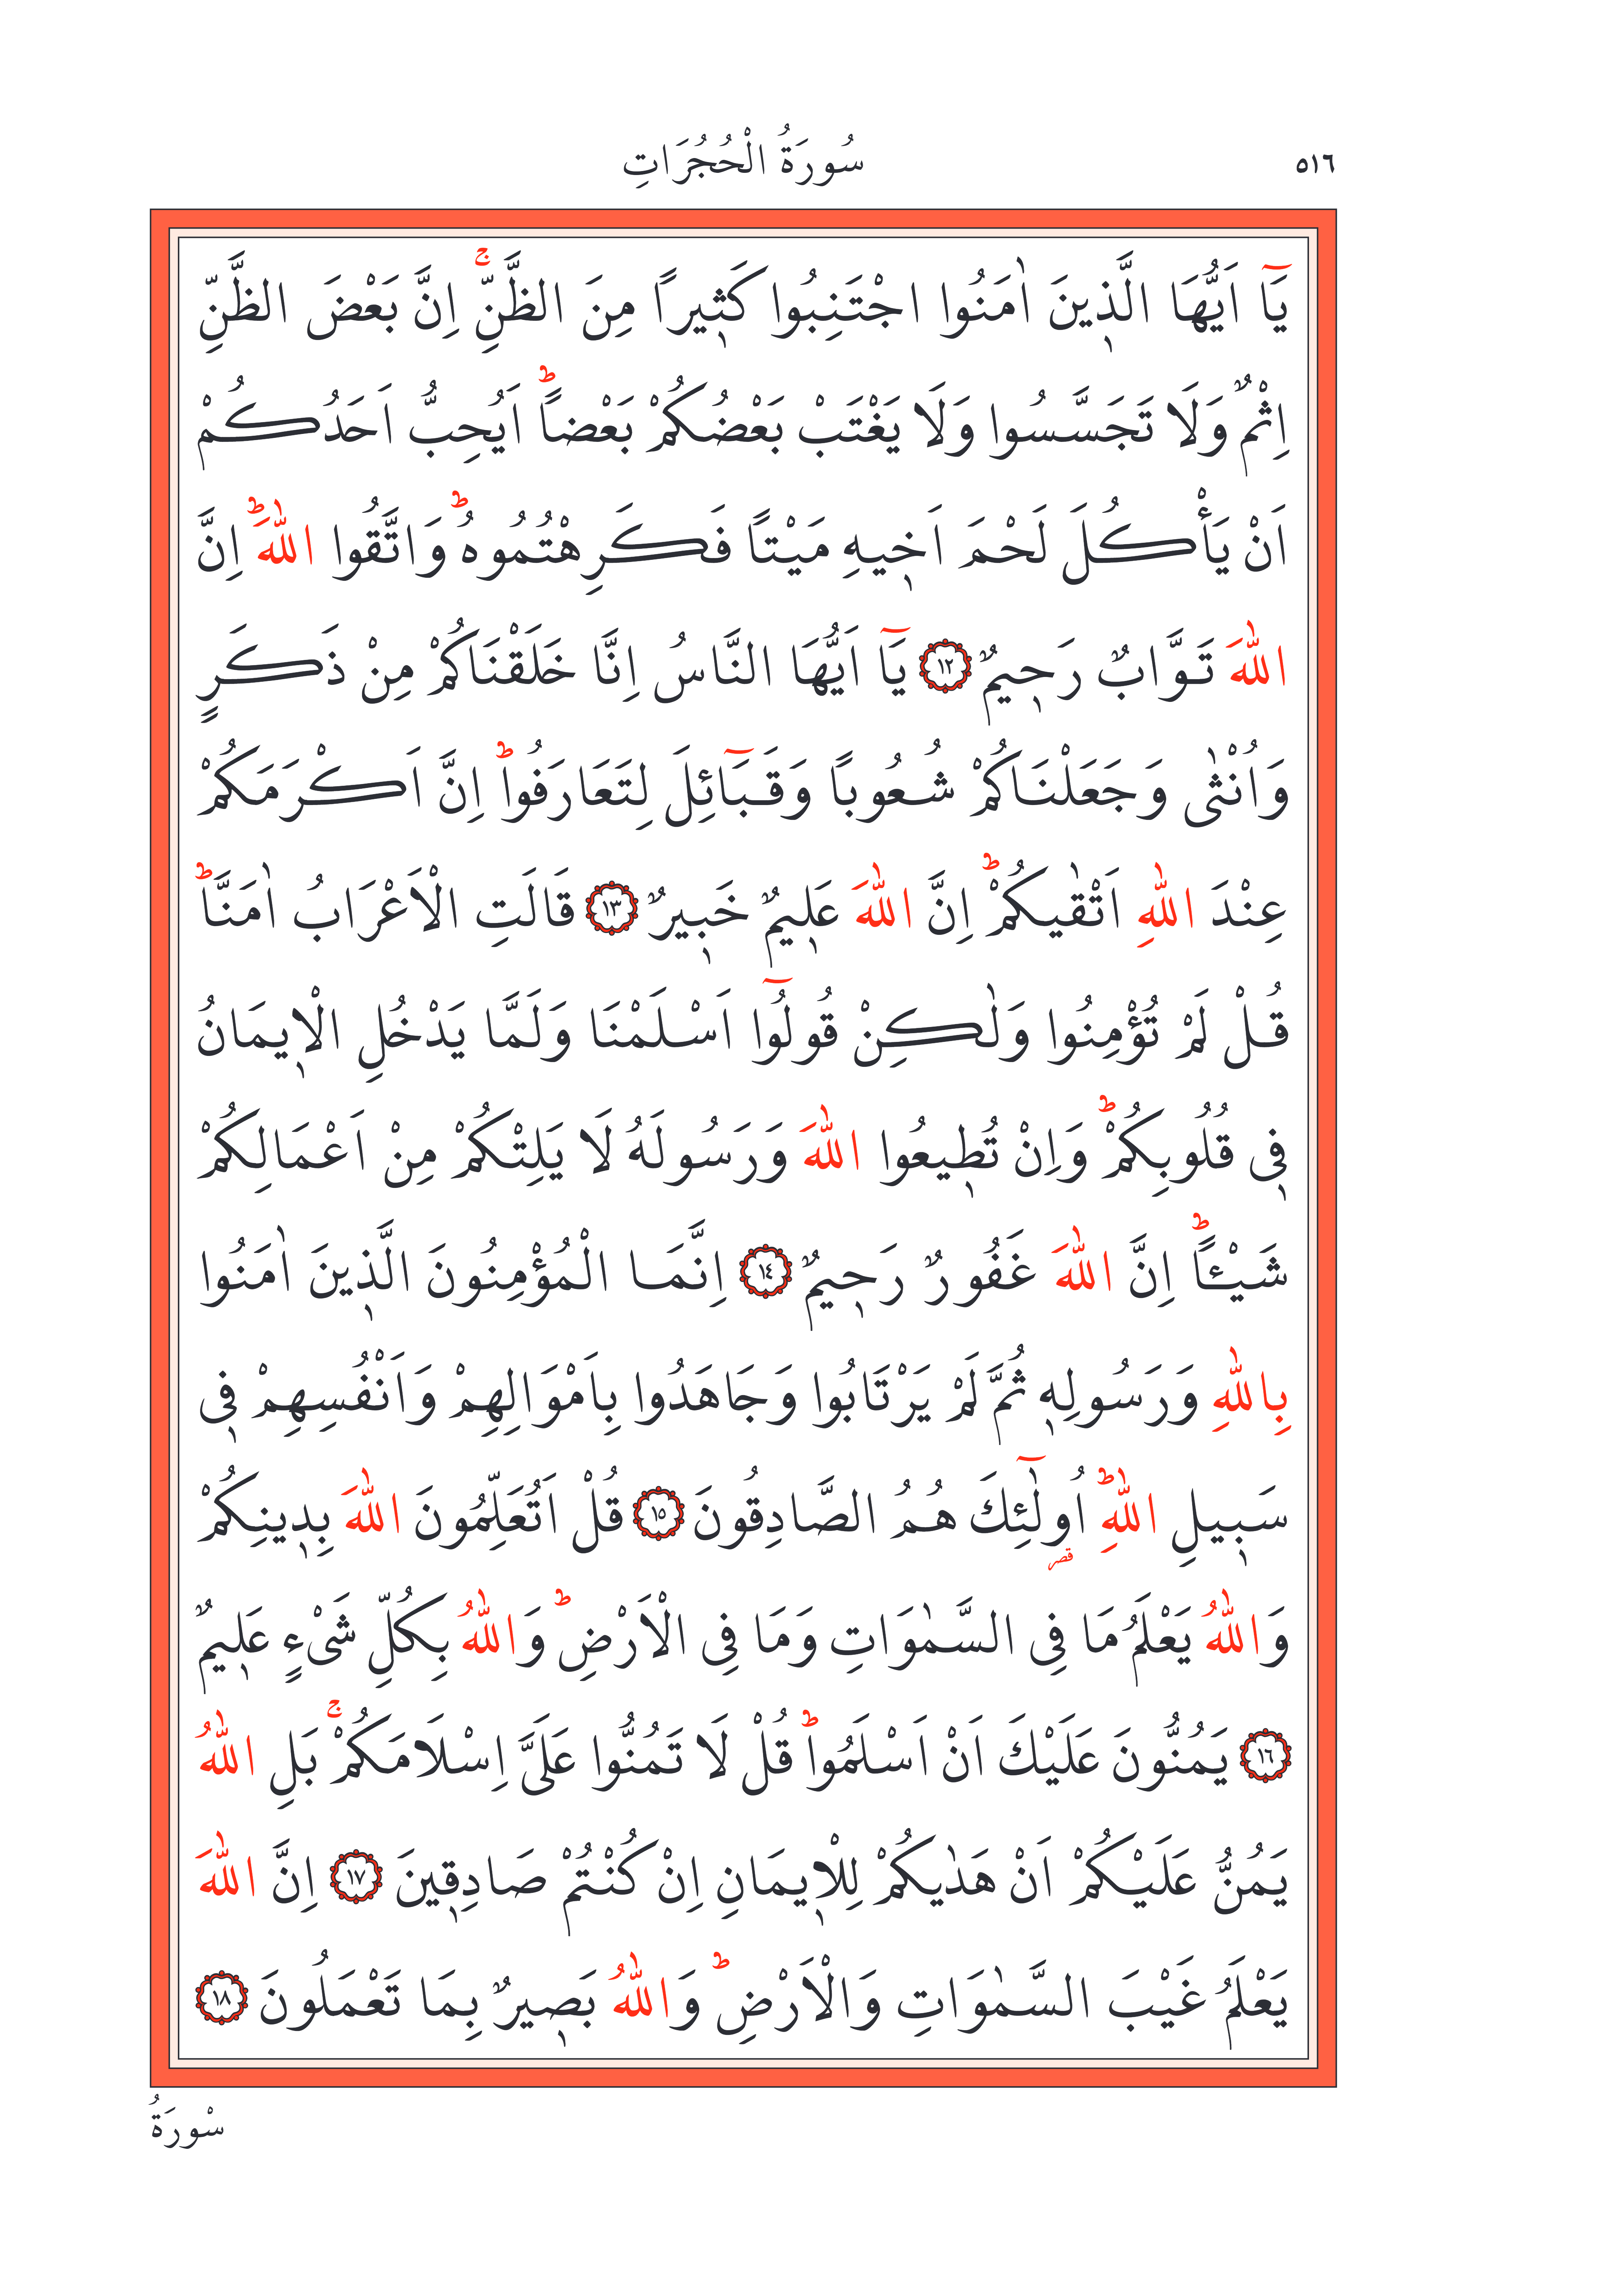 ٥١٦
سُورَةُ الْحُجُرَاتِ
يَآ اَيُّهَا الَّذ۪ينَ اٰمَنُوا اجْتَنِبُوا كَث۪يرًا مِنَ الظَّنِّۚ اِنَّ بَعْضَ الظَّنِّ
اِثْمٌ وَلَا تَجَسَّسُوا وَلَا يَغْتَبْ بَعْضُكُمْ بَعْضاًۜ اَيُحِبُّ اَحَدُكُمْ
اَنْ يَأْكُلَ لَحْمَ اَخ۪يهِ مَيْتاً فَكَرِهْتُمُوهُۜ وَاتَّقُوا اللّٰهَۜ اِنَّ
اللّٰهَ تَوَّابٌ رَح۪يمٌ ﴿١٢﴾ يَآ اَيُّهَا النَّاسُ اِنَّا خَلَقْنَاكُمْ مِنْ ذَكَرٍ
وَاُنْثٰى وَجَعَلْنَاكُمْ شُعُوباً وَقَبَآئِلَ لِتَعَارَفُواۜ اِنَّ اَكْرَمَكُمْ
عِنْدَ اللّٰهِ اَتْقٰيكُمْۜ اِنَّ اللّٰهَ عَل۪يمٌ خَب۪يرٌ ﴿١٣﴾ قَالَتِ الْاَعْرَابُ اٰمَنَّاۜ
قُلْ لَمْ تُؤْمِنُوا وَلٰكِنْ قُولُٓوا اَسْلَمْنَا وَلَمَّا يَدْخُلِ الْا۪يمَانُ
ف۪ي قُلُوبِكُمْۜ وَاِنْ تُط۪يعُوا اللّٰهَ وَرَسُولَهُ لَا يَلِتْكُمْ مِنْ اَعْمَالِكُمْ
شَيْـٔاًۜ اِنَّ اللّٰهَ غَفُورٌ رَح۪يمٌ ﴿١٤﴾ اِنَّمَا الْمُؤْمِنُونَ الَّذ۪ينَ اٰمَنُوا
بِاللّٰهِ وَرَسُولِه۪ ثُمَّ لَمْ يَرْتَابُوا وَجَاهَدُوا بِاَمْوَالِهِمْ وَاَنْفُسِهِمْ ف۪ي
سَب۪يلِ اللّٰهِۜ اُولٰٓئِكَ هُمُ الصَّادِقُونَ ﴿١٥﴾ قُلْ اَتُعَلِّمُونَ اللّٰهَ بِد۪ينِكُمْ
قصر
وَاللّٰهُ يَعْلَمُ مَا فِي السَّمٰوَاتِ وَمَا فِي الْاَرْضِۜ وَاللّٰهُ بِكُلِّ شَيْءٍ عَل۪يمٌ
﴿١٦﴾ يَمُنُّونَ عَلَيْكَ اَنْ اَسْلَمُواۜ قُلْ لَا تَمُنُّوا عَلَيَّ اِسْلَامَكُمْۚ بَلِ اللّٰهُ
يَمُنُّ عَلَيْكُمْ اَنْ هَدٰيكُمْ لِلْا۪يمَانِ اِنْ كُنْتُمْ صَادِق۪ينَ ﴿١٧﴾ اِنَّ اللّٰهَ
يَعْلَمُ غَيْبَ السَّمٰوَاتِ وَالْاَرْضِۜ وَاللّٰهُ بَص۪يرٌ بِمَا تَعْمَلُونَ ﴿١٨﴾
سْورَةُ